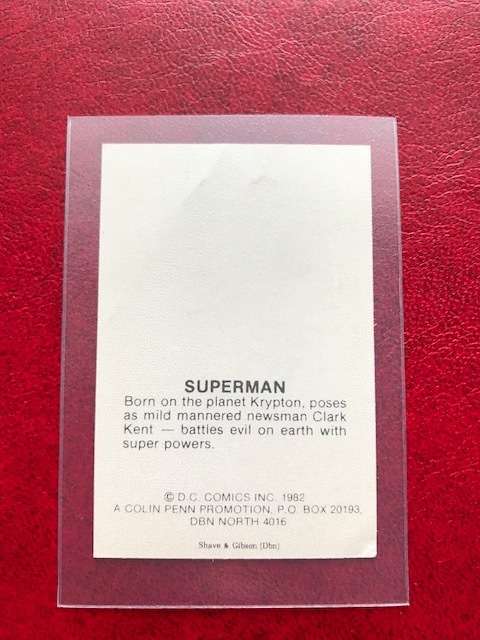 SUPERMAN
Born on the planet Krypton, poses
as mild mannered newsman Clark
Kent — battles evil on earth with
super powers.
© D.C. COMICS INC. 1982
A COLIN PENN PROMOTION, P.O. BOX 20193,
DBN NORTH 4016
Shave & Gibson (Dbn)